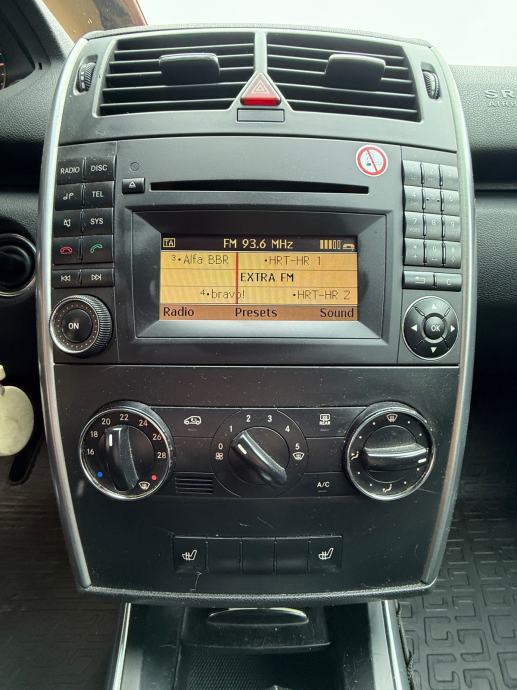 SR
AIRB
RADIO DISC
TEL
SYS
ON
TA FM 93.6 MHz
3•Alfa BBR •HRT-HR 1
EXTRA FM
4•bravo! •HRT-HR 2
Radio Presets Sound
OK
16 18 20 22 24 26 28
0 1 2 3 4 5
REAR
A/C